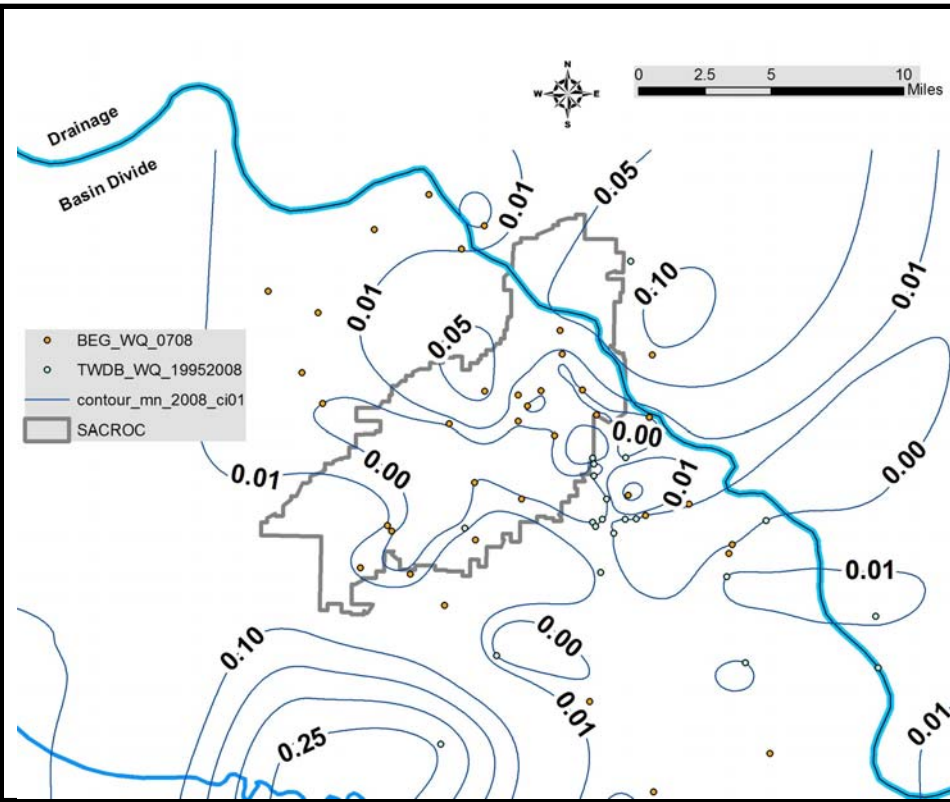 N
W E
S
0 2.5 5 10
Miles
Drainage
Basin Divide
0.01
0.05
0.10
0.01
0.01
0.05
BEG_WQ_0708
TWDB_WQ_19952008
contour_mn_2008_ci01
SACROC
0.00
0.00
0.01
0.00
0.01
0.01
0.10
0.00
0.01
0.01
0.25